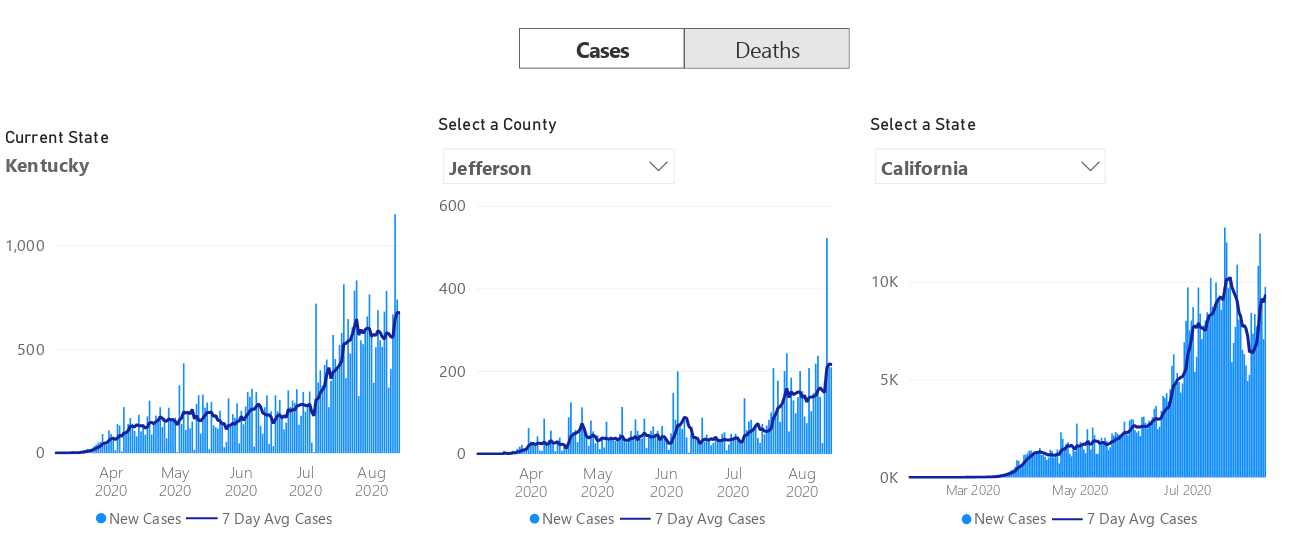 Cases Deaths
Current State
Kentucky
1,000
500
0
Apr May Jun Jul Aug
2020 2020 2020 2020 2020
New Cases 7 Day Avg Cases
Select a County
Jefferson
600
400
200
0
Apr May Jun Jul Aug
2020 2020 2020 2020 2020
New Cases 7 Day Avg Cases
Select a State
California
10K
5K
0K
Mar 2020 May 2020 Jul 2020
New Cases 7 Day Avg Cases